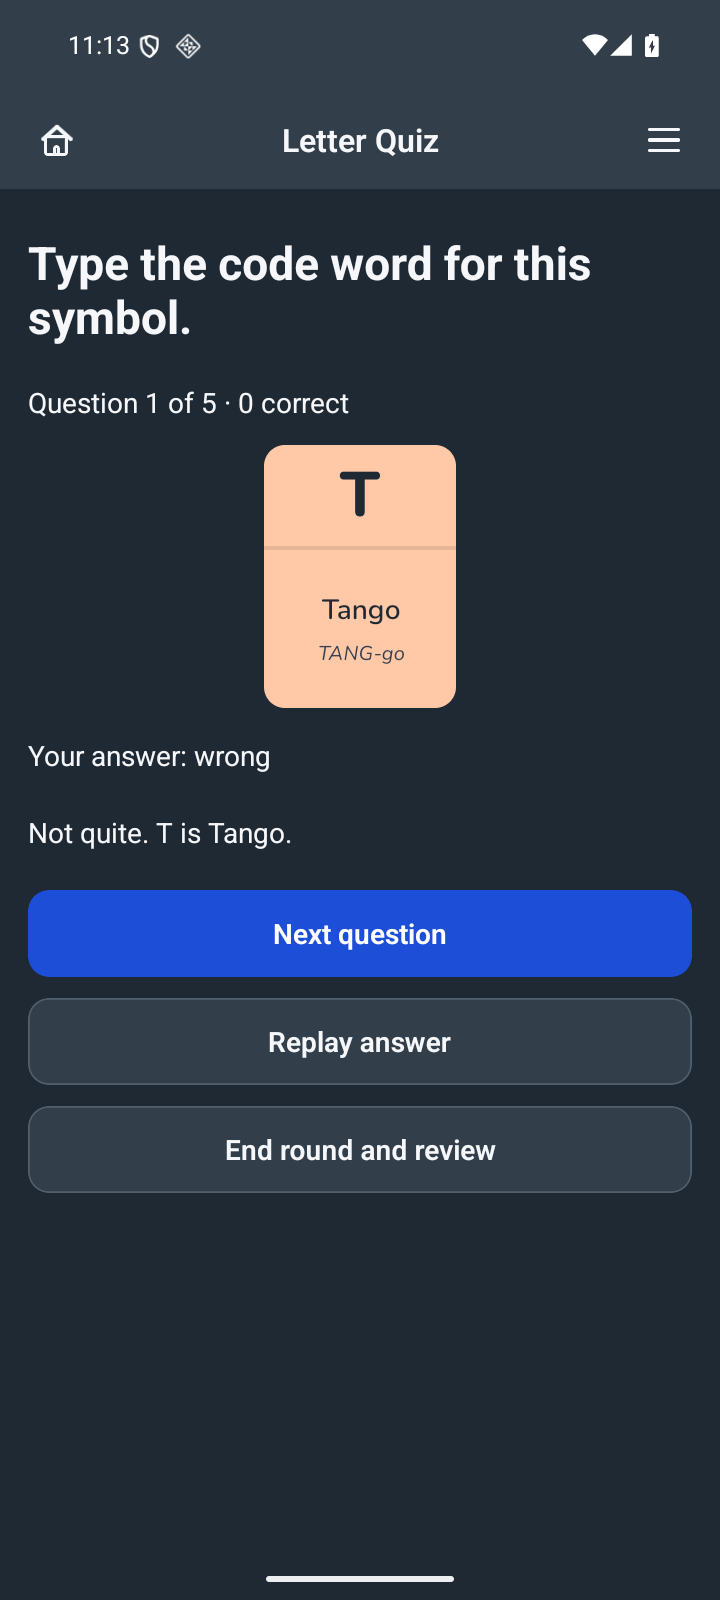 11:13
Letter Quiz
Type the code word for this
symbol.
Question 1 of 5 · 0 correct
T
Tango
TANG-go
Your answer: wrong
Not quite. T is Tango.
Next question
Replay answer
End round and review